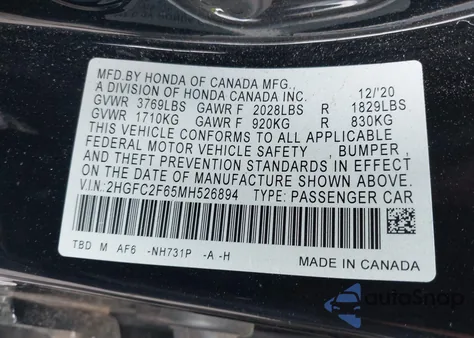 MFD.BY HONDA OF CANADA MFG.,
A DIVISION OF HONDA CANADA INC. 12/'20
GVWR 3769LBS GAWR F 2028LBS R 1829LBS
GVWR 1710KG GAWR F 920KG R 830KG
THIS VEHICLE CONFORMS TO ALL APPLICABLE
FEDERAL MOTOR VEHICLE SAFETY , BUMPER ,
AND THEFT PREVENTION STANDARDS IN EFFECT
ON THE DATE OF MANUFACTURE SHOWN ABOVE.
V.I.N: 2HGFC2F65MH526894 TYPE: PASSENGER CAR
TBD M AF6 -NH731P -A -H
MADE IN CANADA
autoSnap